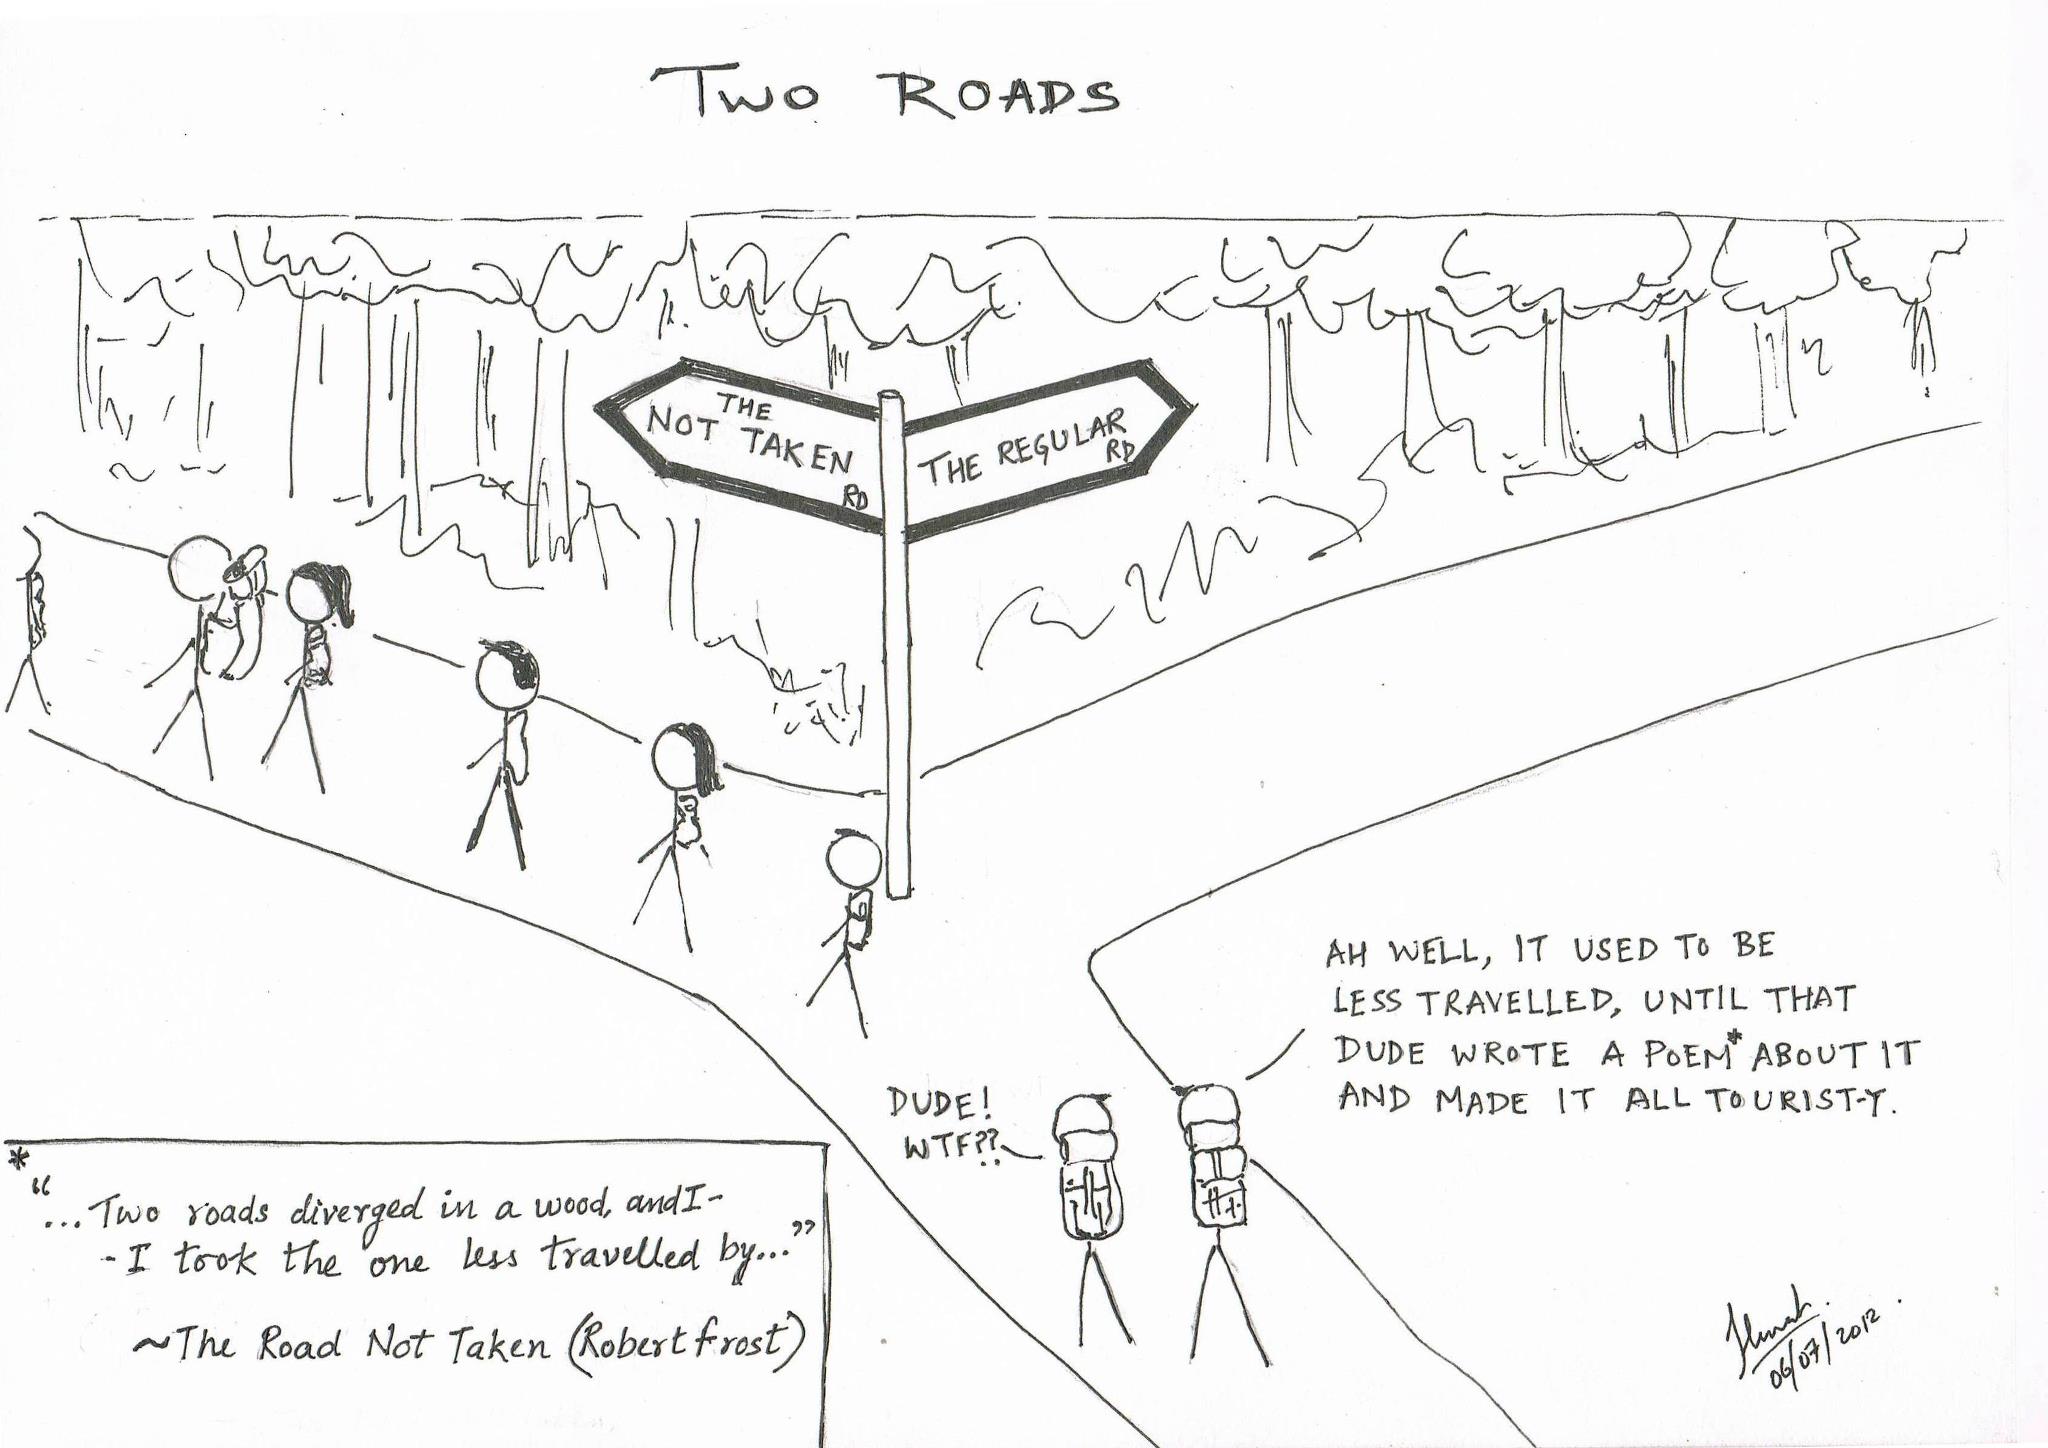 TWO ROADS
THE
NOT TAKEN
RD
THE REGULAR
RD
AH WELL, IT USED TO BE
LESS TRAVELLED, UNTIL THAT
DUDE WROTE A POEM* ABOUT IT
AND MADE IT ALL TOURIST-Y.
DUDE!
WTF??
*
"...Two roads diverged in a wood, and I-
-I took the one less travelled by..."
~The Road Not Taken (Robert frost)
06/07/2012